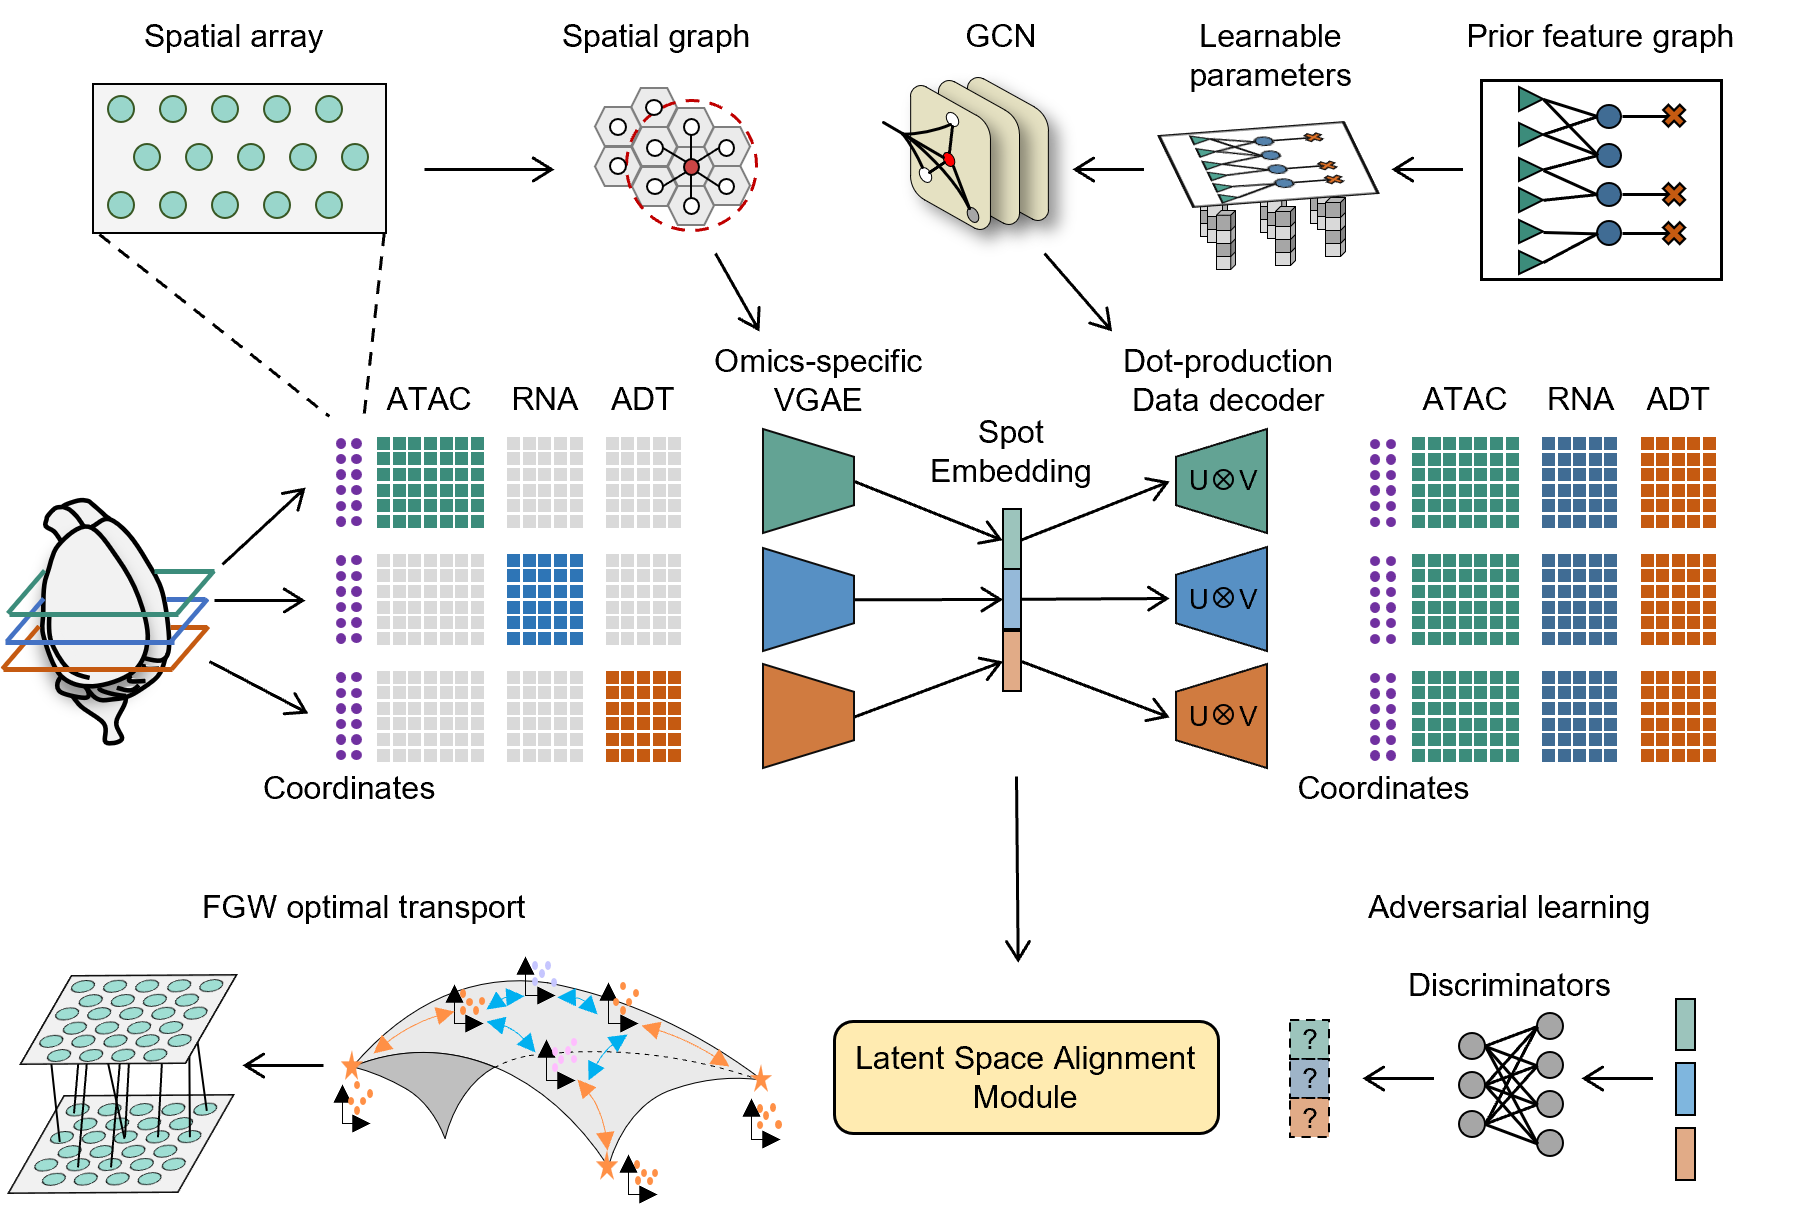 Spatial array
Spatial graph
GCN
Learnable
parameters
Prior feature graph
Omics-specific
VGAE
Dot-production
Data decoder
ATAC RNA ADT
Spot
Embedding
ATAC RNA ADT
U⊗V
U⊗V
U⊗V
Coordinates
Coordinates
FGW optimal transport
Adversarial learning
Discriminators
Latent Space Alignment
Module
?
?
?